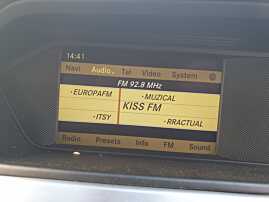 14:41
Navi Audio Tel Video System
FM 92.8 MHz
·EUROPAFM ·MUZICAL
KISS FM
·ITSY ·RRACTUAL
Radio Presets Info FM Sound